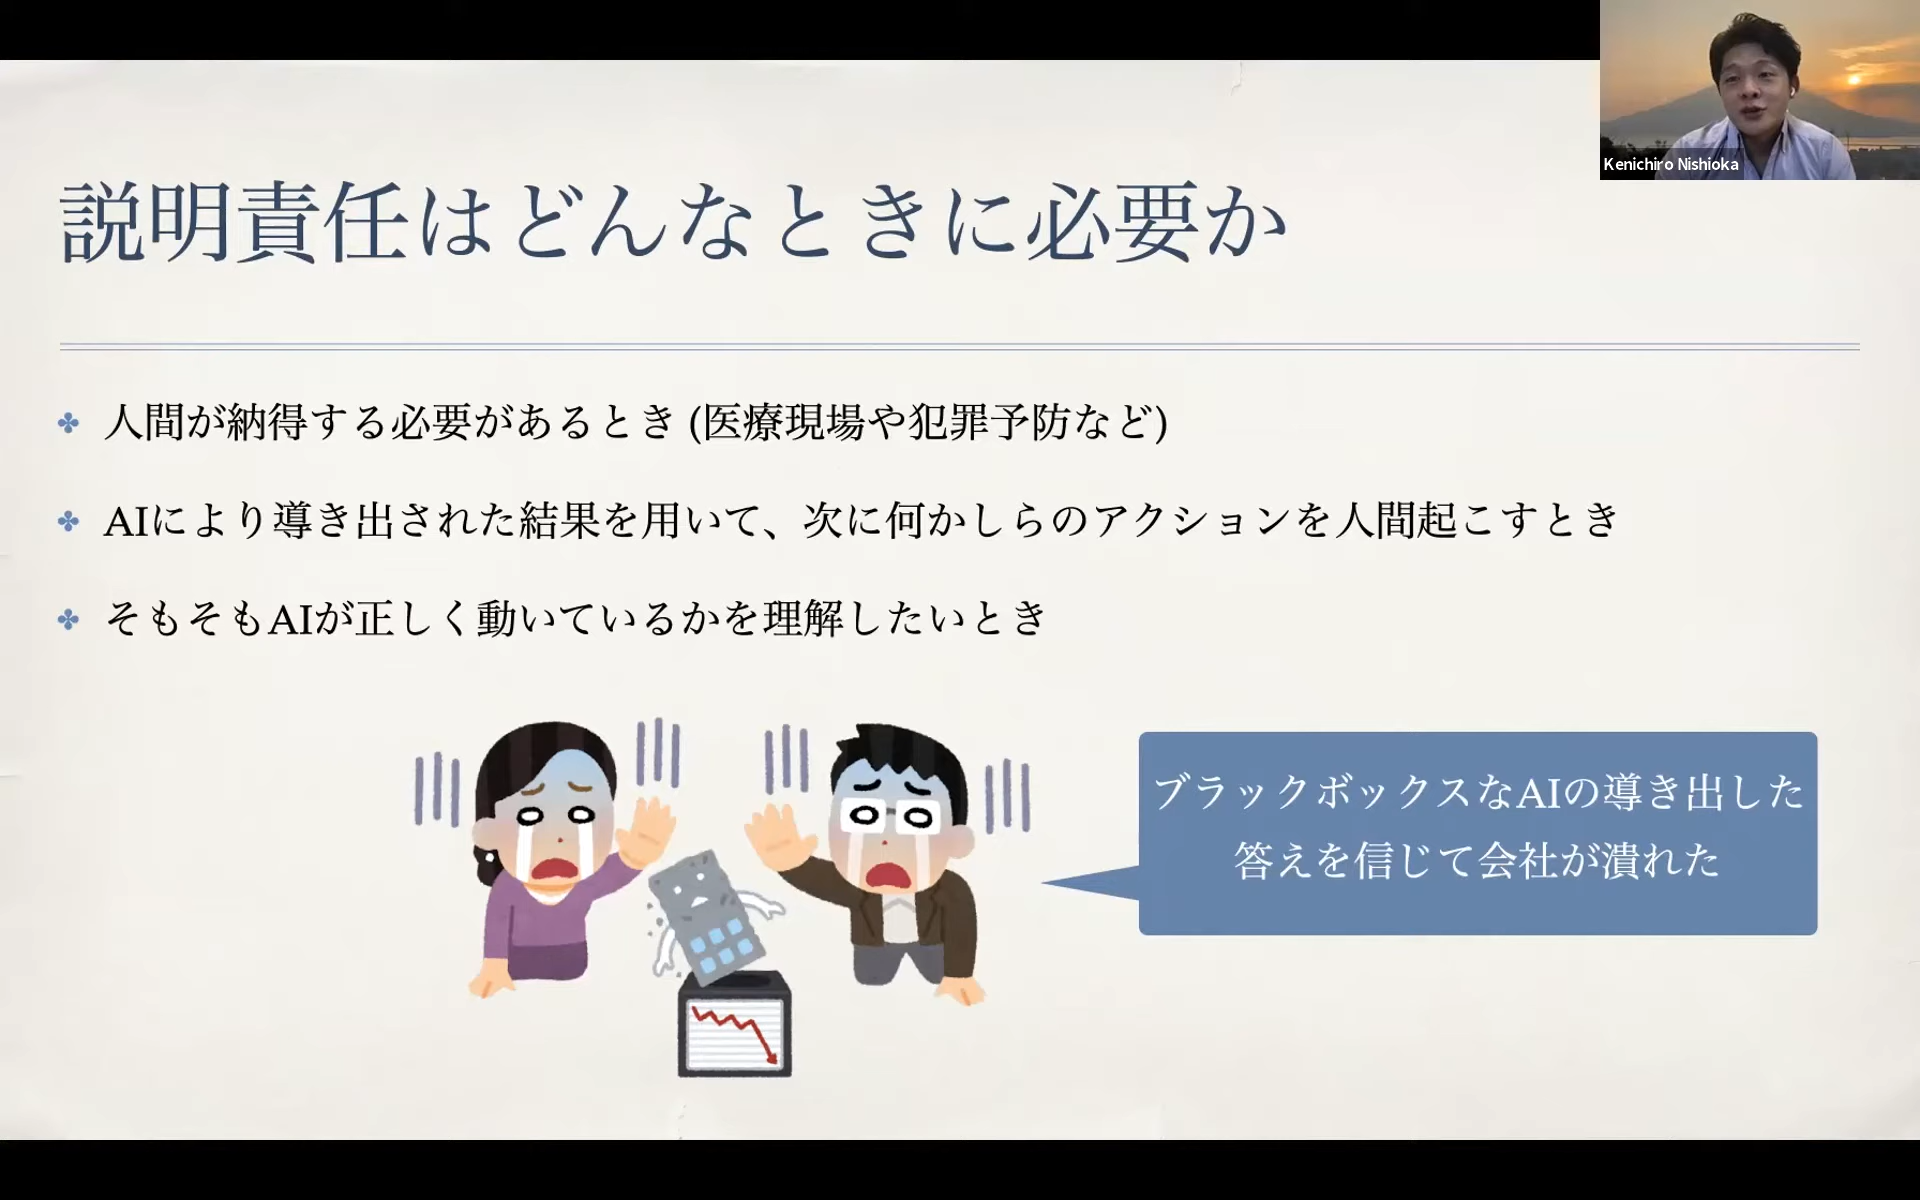 Kenichiro Nishioka
説明責任はどんなときに必要か
人間が納得する必要があるとき (医療現場や犯罪予防など)
AIにより導き出された結果を用いて、次に何かしらのアクションを人間起こすとき
そもそもAIが正しく動いているかを理解したいとき
ブラックボックスなAIの導き出した
答えを信じて会社が潰れた